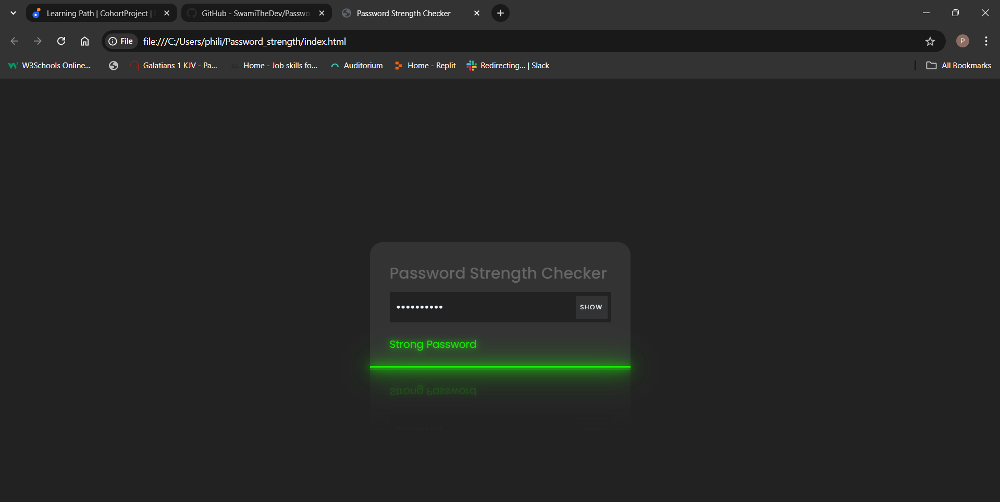 Learning Path | CohortProject |
GitHub - SwamiTheDev/Passwo
Password Strength Checker
File
file:///C:/Users/phili/Password_strength/index.html
P
W3Schools Online...
Galatians 1 KJV - Pa...
Home - Job skills fo...
Auditorium
Home - Replit
Redirecting... | Slack
All Bookmarks
Password Strength Checker
••••••••••
SHOW
Strong Password
Strong Password